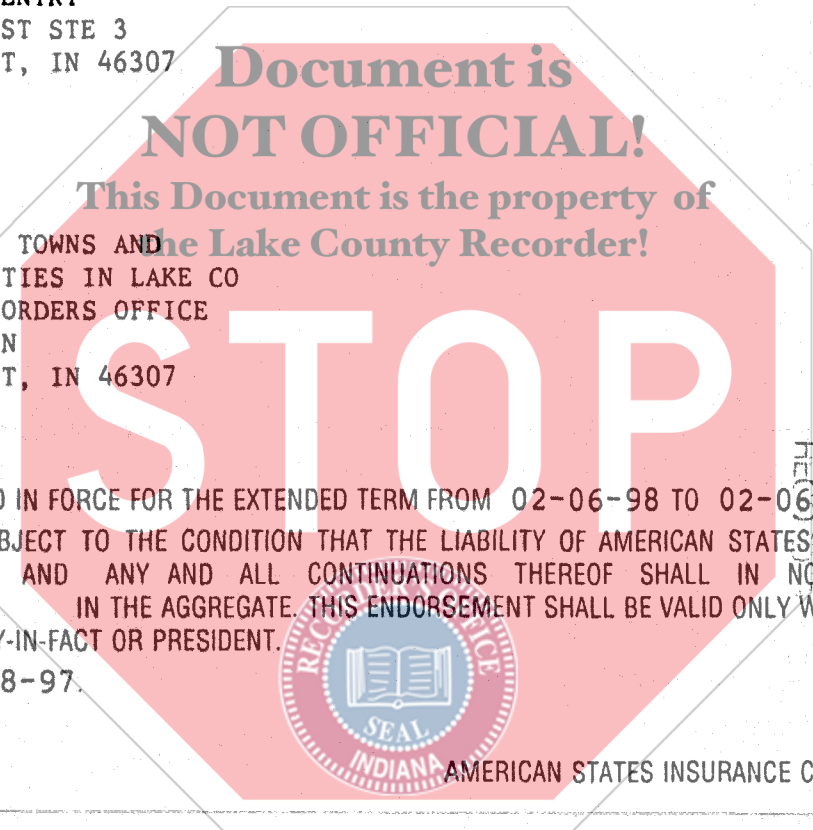 ENTRY
ST STE 3
T, IN 46307
Document is
NOT OFFICIAL!
This Document is the property of
the Lake County Recorder!
TOWNS AND
TIES IN LAKE CO
ORDERS OFFICE
N
T, IN 46307
STOP
IN FORCE FOR THE EXTENDED TERM FROM 02-06-98 TO 02-06
BJECT TO THE CONDITION THAT THE LIABILITY OF AMERICAN STATES
AND ANY AND ALL CONTINUATIONS THEREOF SHALL IN NO
IN THE AGGREGATE. THIS ENDORSEMENT SHALL BE VALID ONLY W
Y-IN-FACT OR PRESIDENT.
8-97.
RECORDER'S OFFICE
SEAL
INDIANA
AMERICAN STATES INSURANCE C